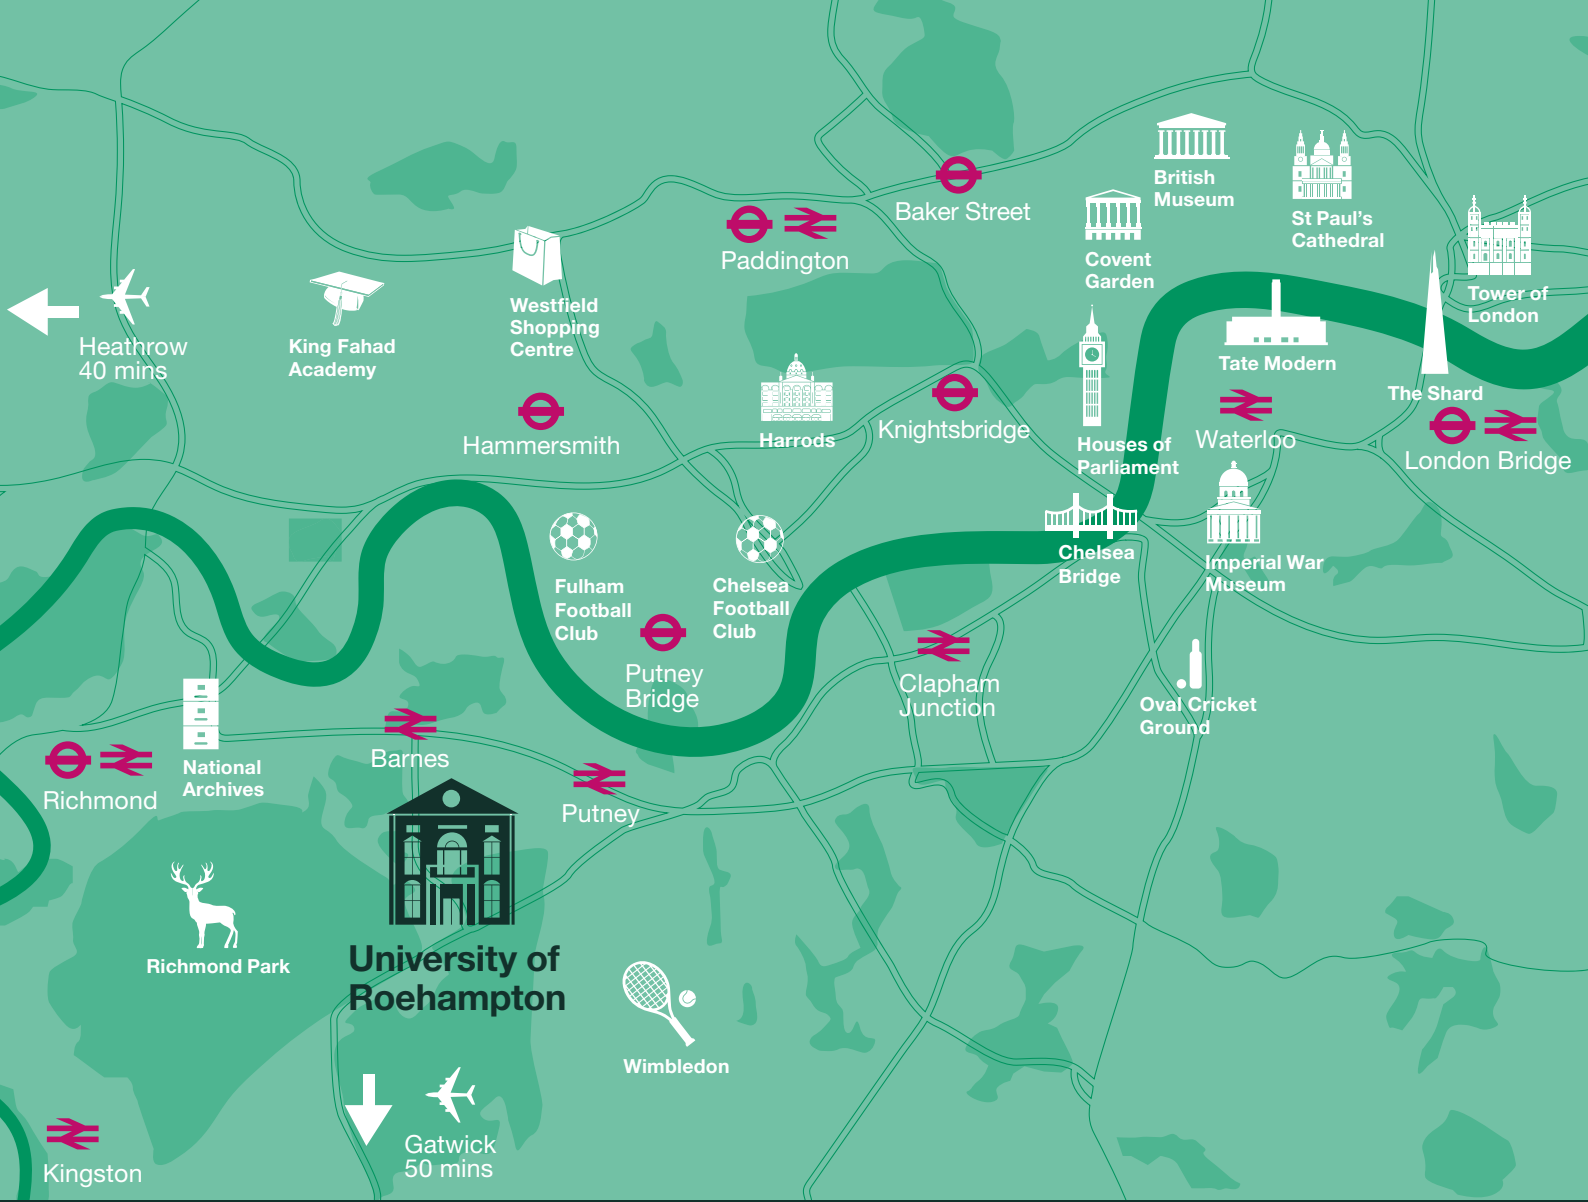 British
Museum
Baker Street
St Paul's
Cathedral
Paddington
Covent
Garden
Westfield
Shopping
Centre
Tower of
London
Heathrow
40 mins
King Fahad
Academy
Tate Modern
The Shard
Hammersmith
Harrods
Knightsbridge
Houses of
Parliament
Waterloo
London Bridge
Chelsea
Bridge
Imperial War
Museum
Fulham
Football
Club
Chelsea
Football
Club
Putney
Bridge
Clapham
Junction
Oval Cricket
Ground
Barnes
National
Archives
Richmond
Putney
University of
Roehampton
Richmond Park
Wimbledon
Gatwick
50 mins
Kingston